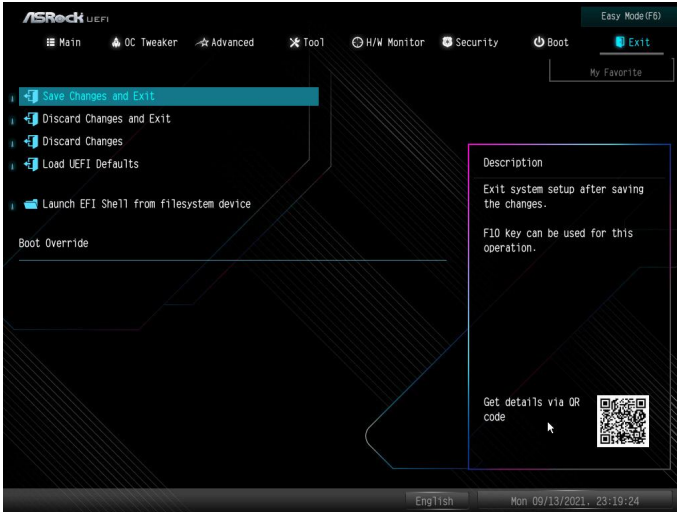 ASRock UEFI
Easy Mode(F6)
Main OC Tweaker Advanced Tool H/W Monitor Security Boot Exit
My Favorite
Save Changes and Exit
Discard Changes and Exit
Discard Changes
Load UEFI Defaults
Launch EFI Shell from filesystem device
Boot Override
Description
Exit system setup after saving
the changes.
F10 key can be used for this
operation.
Get details via QR
code
English
Mon 09/13/2021. 23:19:24